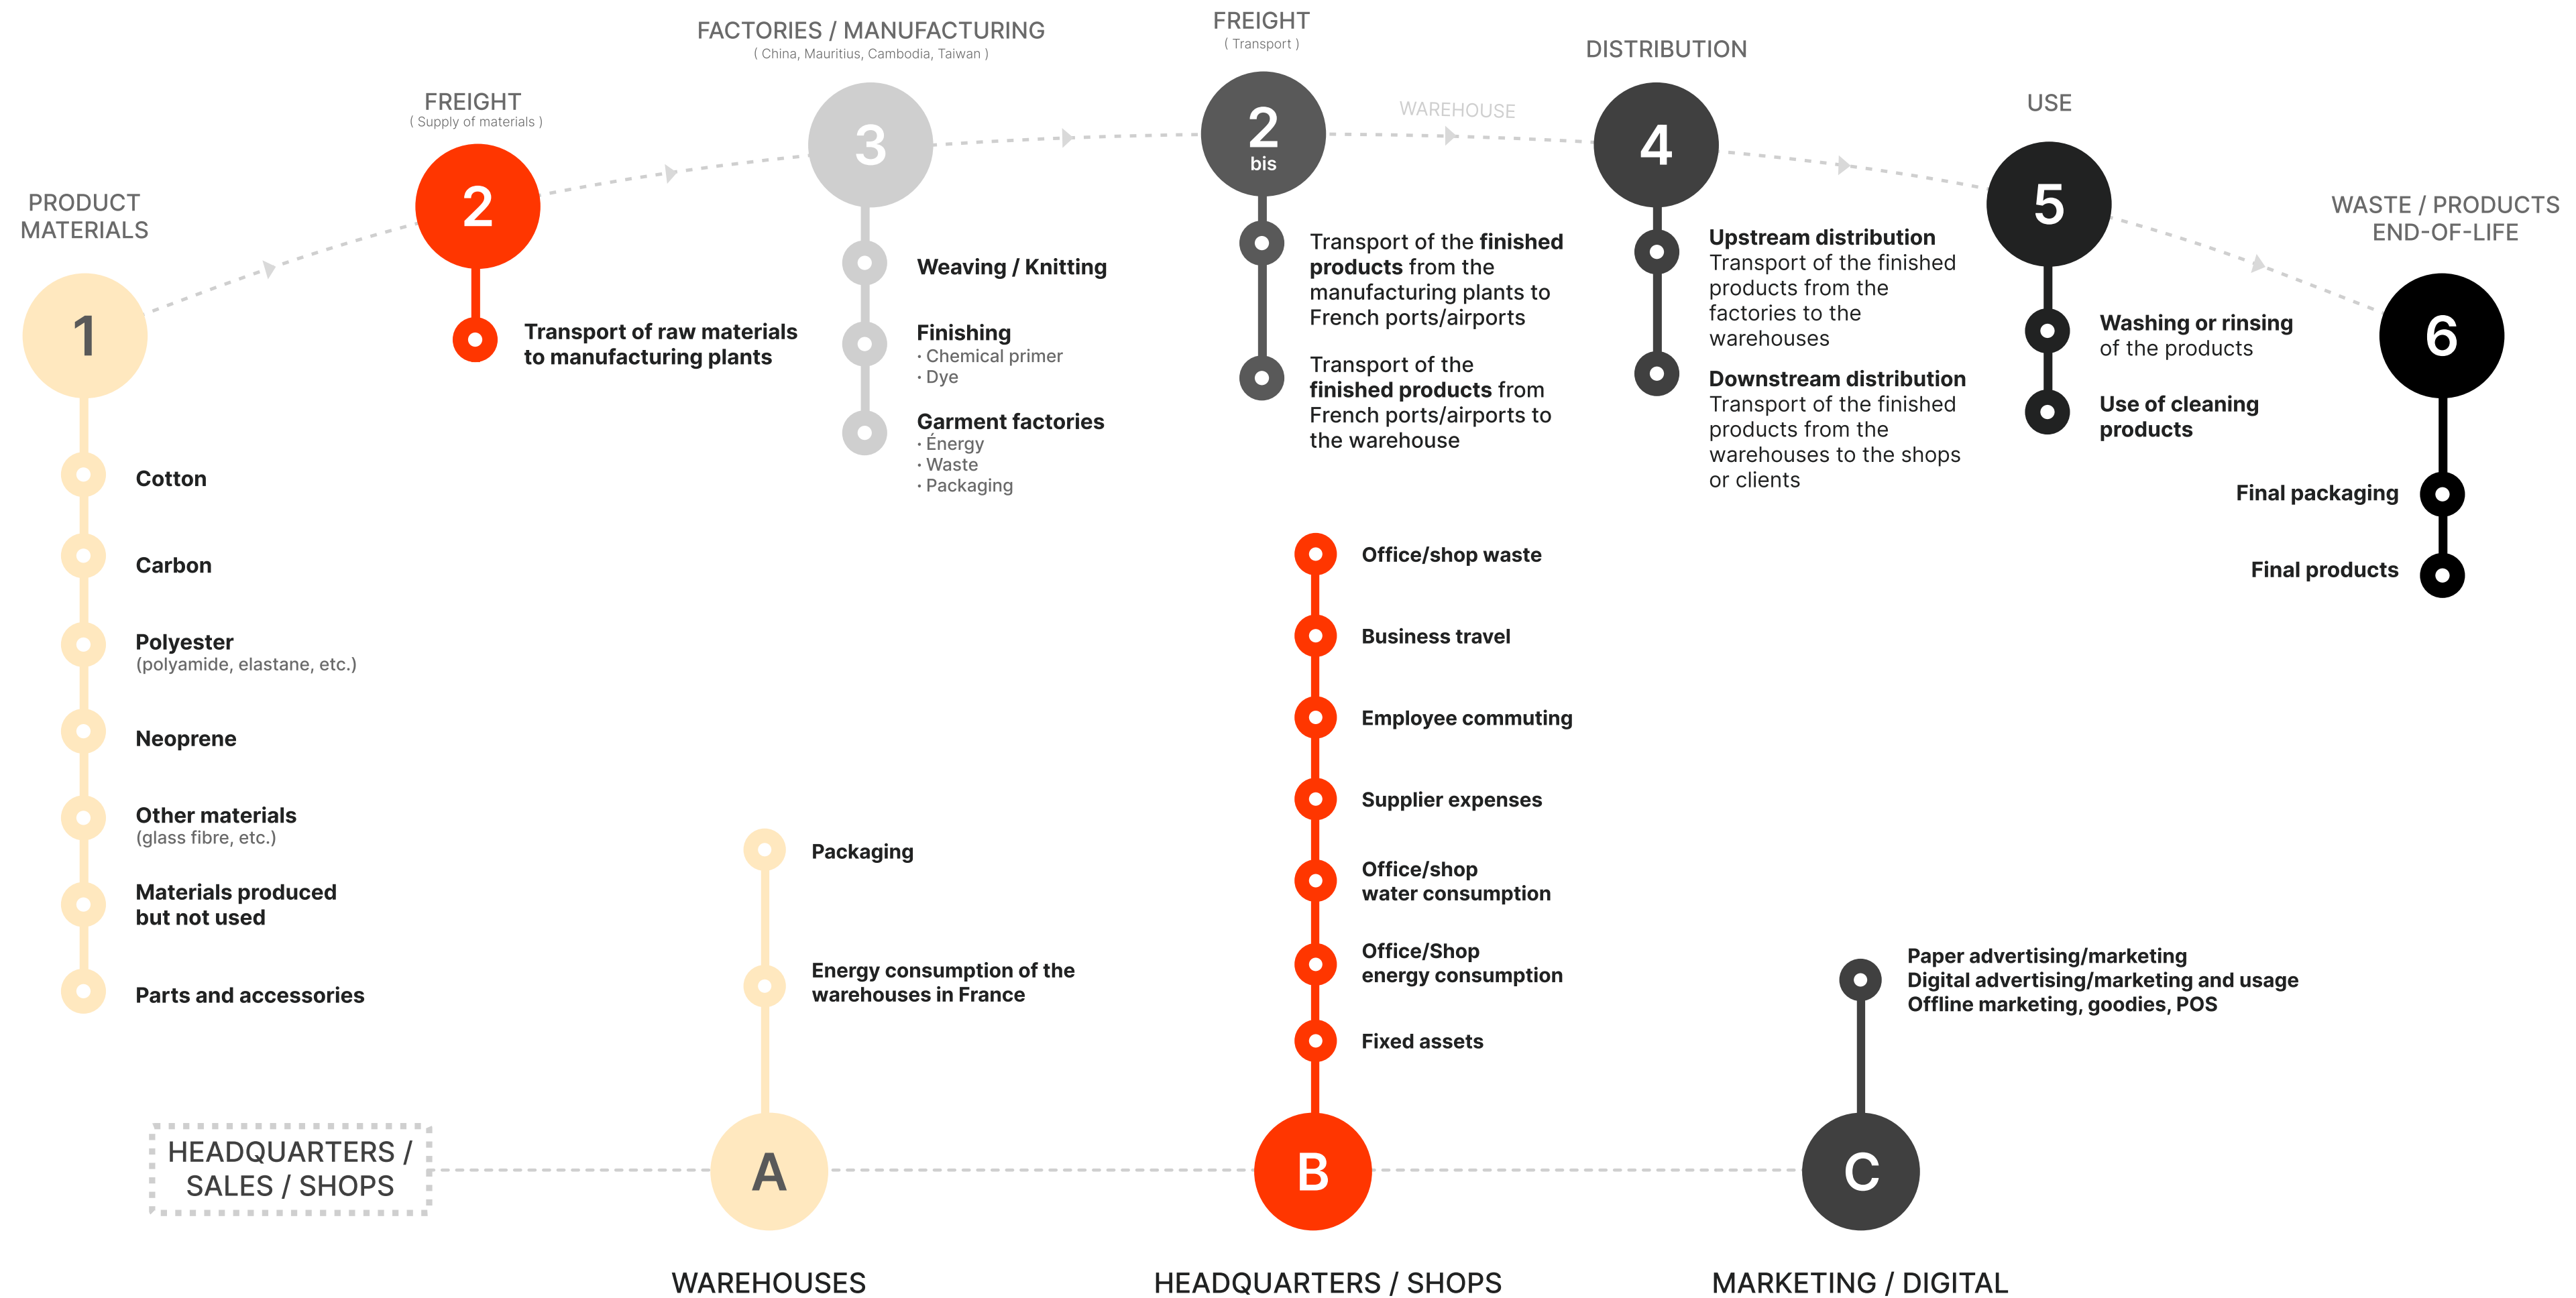 PRODUCT
MATERIALS
1
Cotton
Carbon
Polyester
(polyamide, elastane, etc.)
Neoprene
Other materials
(glass fibre, etc.)
Materials produced
but not used
Parts and accessories
FREIGHT
( Supply of materials )
2
Transport of raw materials
to manufacturing plants
FACTORIES / MANUFACTURING
( China, Mauritius, Cambodia, Taiwan )
3
Weaving / Knitting
Finishing
· Chemical primer
· Dye
Garment factories
· Énergy
· Waste
· Packaging
FREIGHT
( Transport )
2
bis
Transport of the finished
products from the
manufacturing plants to
French ports/airports
Transport of the
finished products from
French ports/airports to
the warehouse
WAREHOUSE
DISTRIBUTION
4
Upstream distribution
Transport of the finished
products from the
factories to the
warehouses
Downstream distribution
Transport of the finished
products from the
warehouses to the shops
or clients
USE
5
Washing or rinsing
of the products
Use of cleaning
products
WASTE / PRODUCTS
END-OF-LIFE
6
Final packaging
Final products
HEADQUARTERS /
SALES / SHOPS
Packaging
Energy consumption of the
warehouses in France
A
WAREHOUSES
Office/shop waste
Business travel
Employee commuting
Supplier expenses
Office/shop
water consumption
Office/Shop
energy consumption
Fixed assets
B
HEADQUARTERS / SHOPS
Paper advertising/marketing
Digital advertising/marketing and usage
Offline marketing, goodies, POS
C
MARKETING / DIGITAL